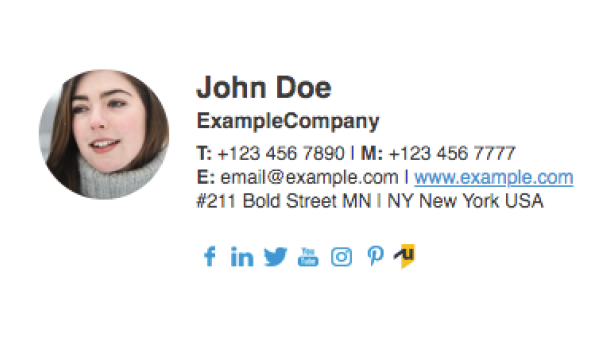 John Doe
ExampleCompany
T: +123 456 7890 | M: +123 456 7777
E: email@example.com | www.example.com
#211 Bold Street MN | NY New York USA
f in You Tube